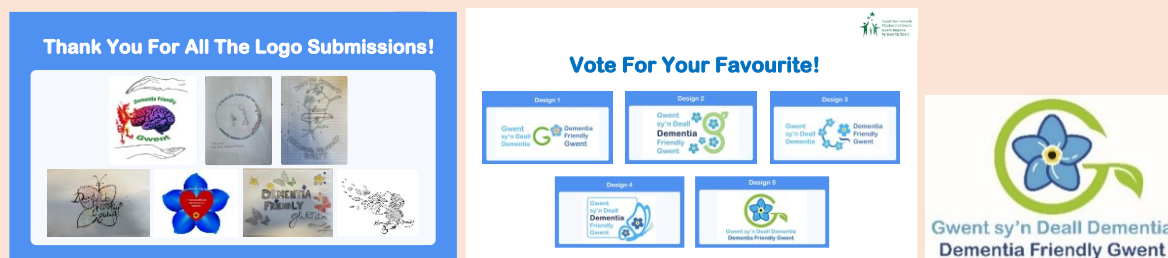 Thank You For All The Logo Submissions!
Dementia Friendly
Gwent
DEMENTIA
FRIENDLY
Vote For Your Favourite!
Design 1
Gwent
sy'n Deall
Dementia
Dementia
Friendly
Gwent
Design 2
Gwent
sy'n Deall
Dementia
Friendly
Gwent
Design 3
Gwent
sy'n Deall
Dementia
Dementia
Friendly
Gwent
Design 4
Gwent
sy'n Deall
Dementia
Friendly
Gwent
Design 5
Gwent sy'n Deall Dementia
Dementia Friendly Gwent
Gwent sy'n Deall Dementia
Dementia Friendly Gwent